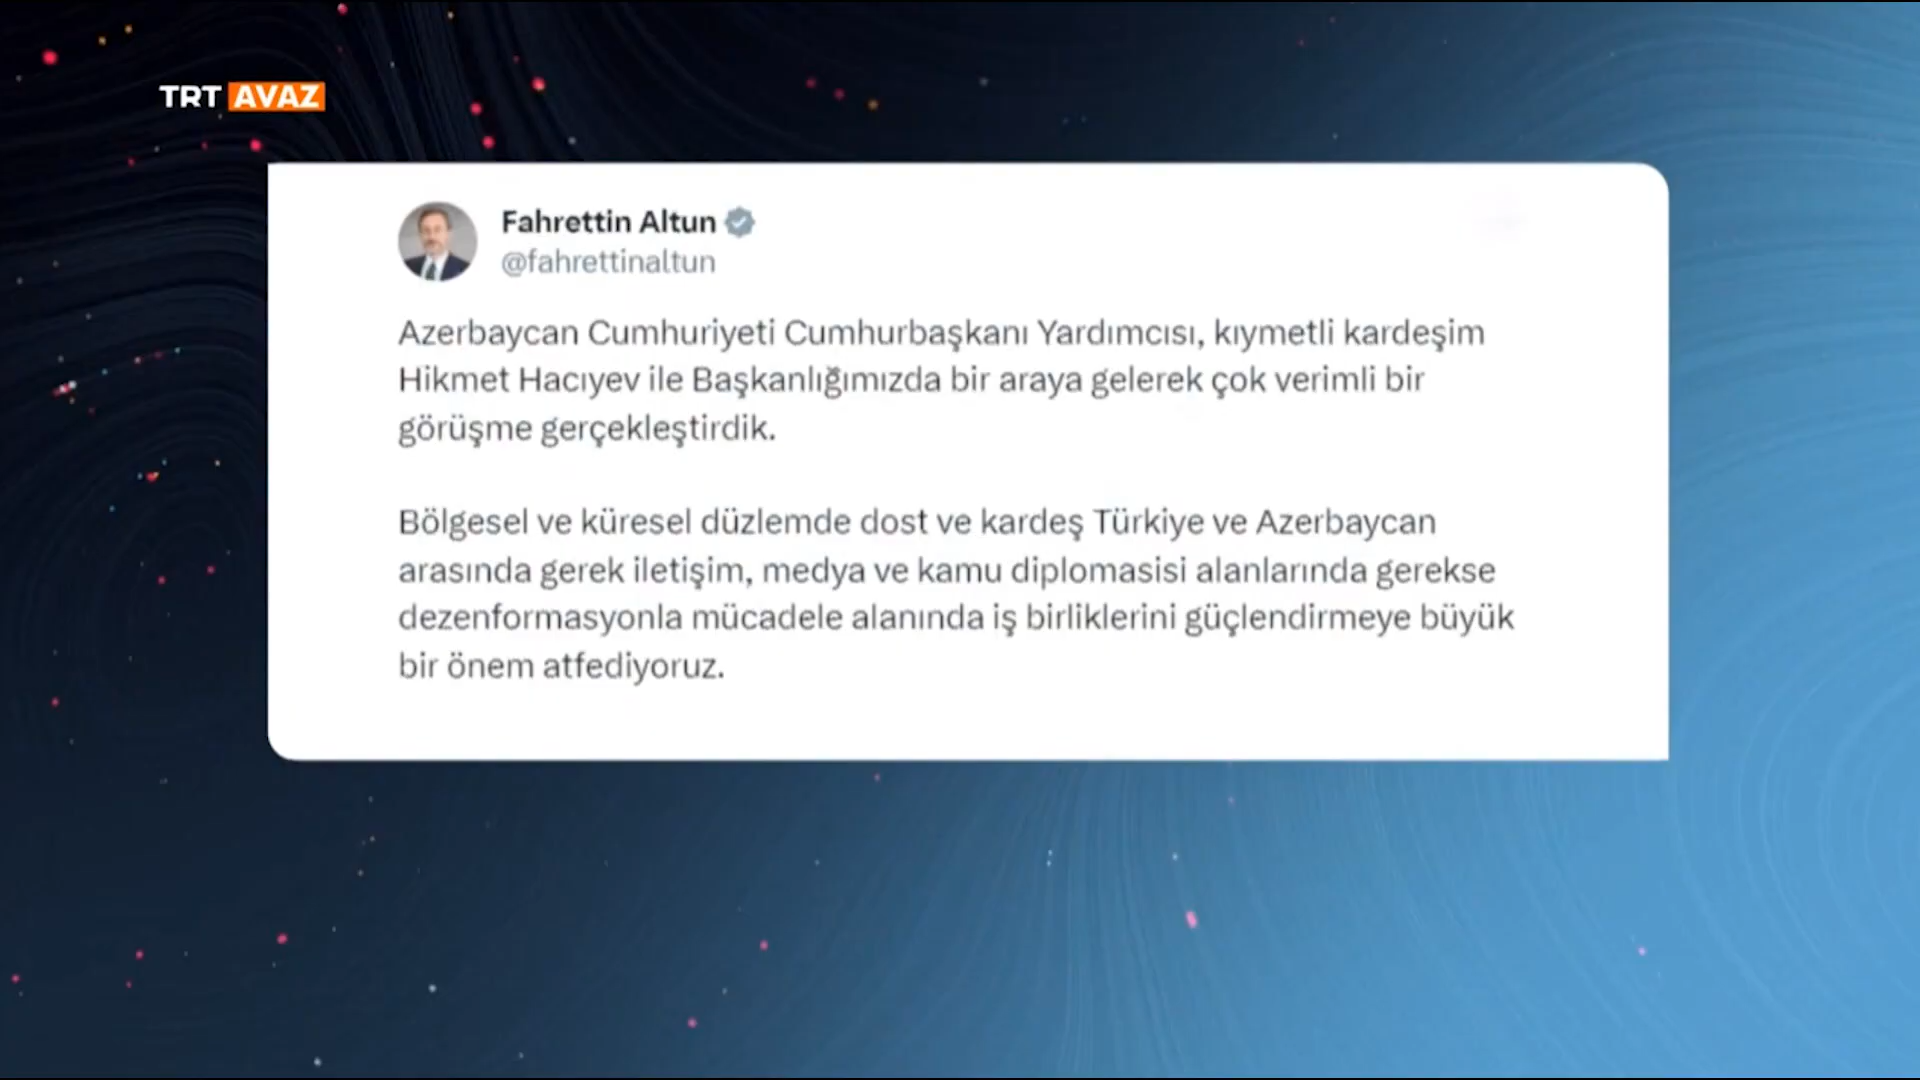 TRT AVAZ
Fahrettin Altun
@fahrettinaltun
Azerbaycan Cumhuriyeti Cumhurbaşkanı Yardımcısı, kıymetli kardeşim
Hikmet Hacıyev ile Başkanlığımızda bir araya gelerek çok verimli bir
görüşme gerçekleştirdik.
Bölgesel ve küresel düzlemde dost ve kardeş Türkiye ve Azerbaycan
arasında gerek iletişim, medya ve kamu diplomasisi alanlarında gerekse
dezenformasyonla mücadele alanında iş birliklerini güçlendirmeye büyük
bir önem atfediyoruz.